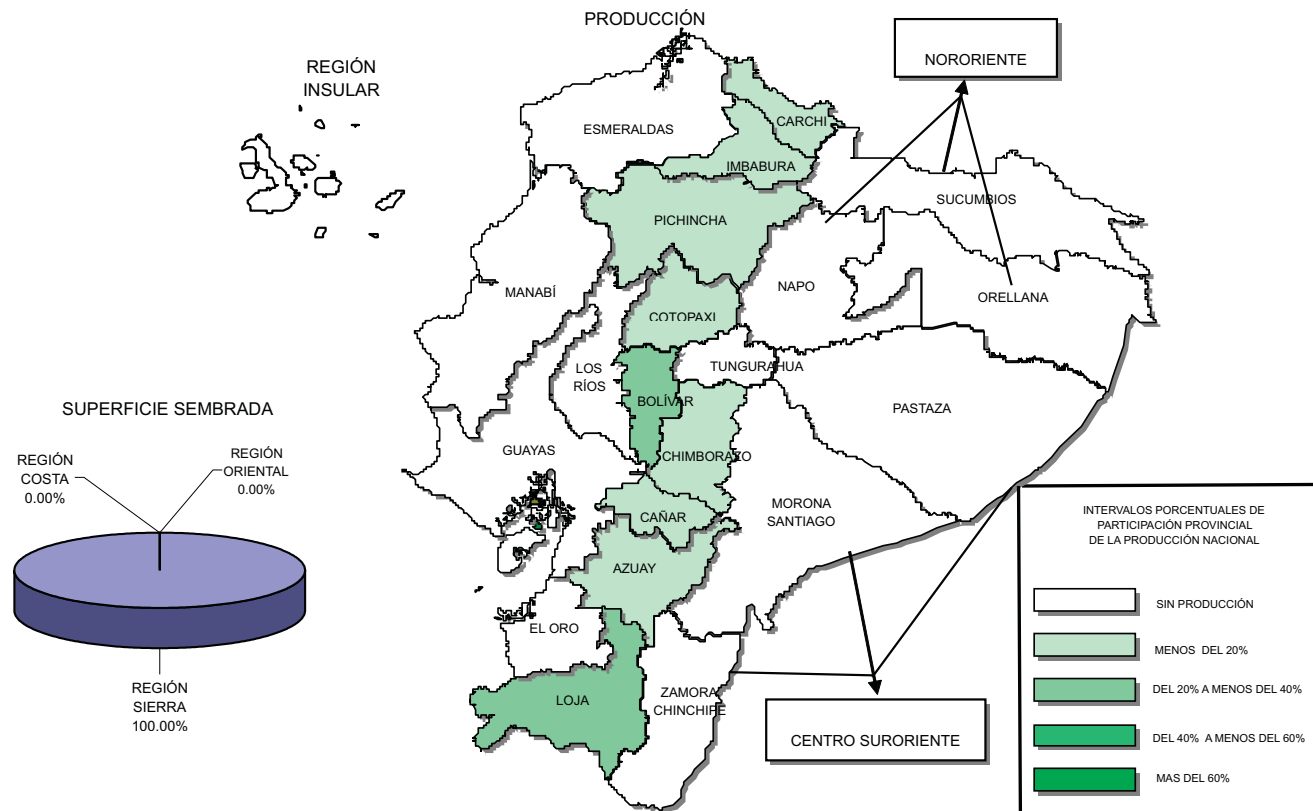 PRODUCCIÓN
REGIÓN
INSULAR
NORORIENTE
ESMERALDAS
CARCHI
IMBABURA
SUCUMBIOS
PICHINCHA
MANABÍ
NAPO
ORELLANA
COTOPAXI
LOS
RÍOS
TUNGURAHUA
BOLÍVAR
PASTAZA
GUAYAS
CHIMBORAZO
CAÑAR
MORONA
SANTIAGO
AZUAY
EL ORO
LOJA
ZAMORA
CHINCHIPE
CENTRO SURORIENTE
SUPERFICIE SEMBRADA
REGIÓN
COSTA
0.00%
REGIÓN
ORIENTAL
0.00%
REGIÓN
SIERRA
100.00%
INTERVALOS PORCENTUALES DE
PARTICIPACIÓN PROVINCIAL
DE LA PRODUCCIÓN NACIONAL
SIN PRODUCCIÓN
MENOS DEL 20%
DEL 20% A MENOS DEL 40%
DEL 40% A MENOS DEL 60%
MAS DEL 60%